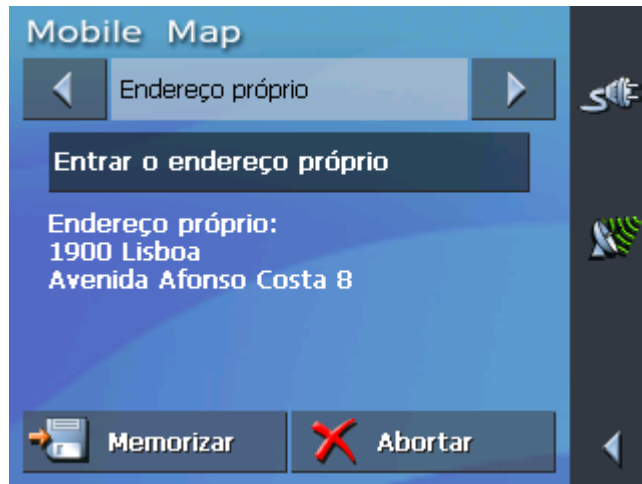 Mobile Map
Endereço próprio
Entrar o endereço próprio
Endereço próprio:
1900 Lisboa
Avenida Afonso Costa 8
Memorizar
Abortar